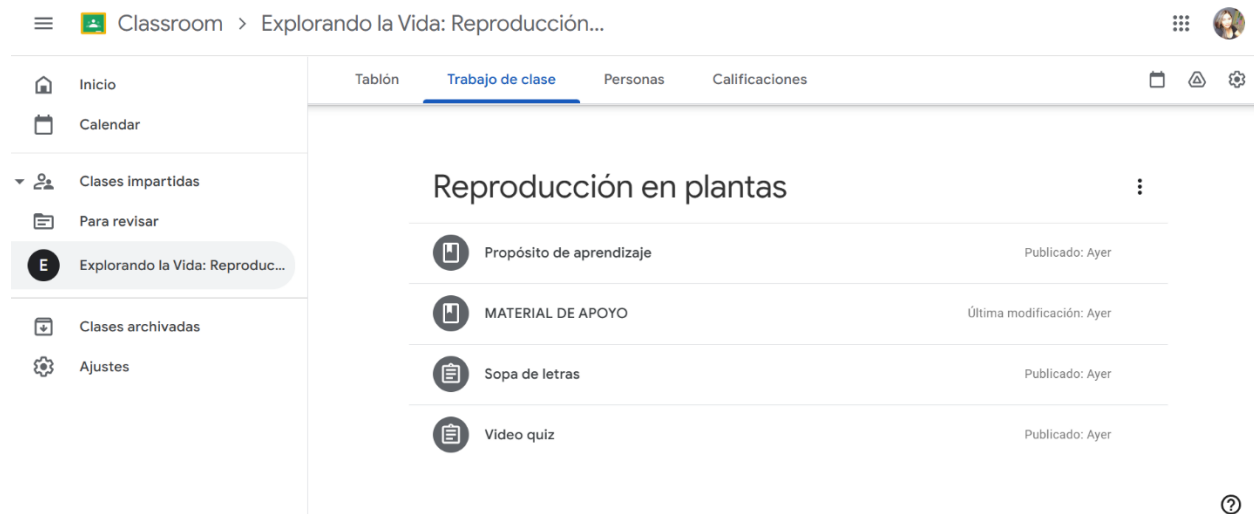 Classroom > Explorando la Vida: Reproducción...
Inicio
Calendar
Clases impartidas
Para revisar
E Explorando la Vida: Reproduc...
Clases archivadas
Ajustes
Tablón Trabajo de clase Personas Calificaciones
Reproducción en plantas
Propósito de aprendizaje Publicado: Ayer
MATERIAL DE APOYO Última modificación: Ayer
Sopa de letras Publicado: Ayer
Video quiz Publicado: Ayer